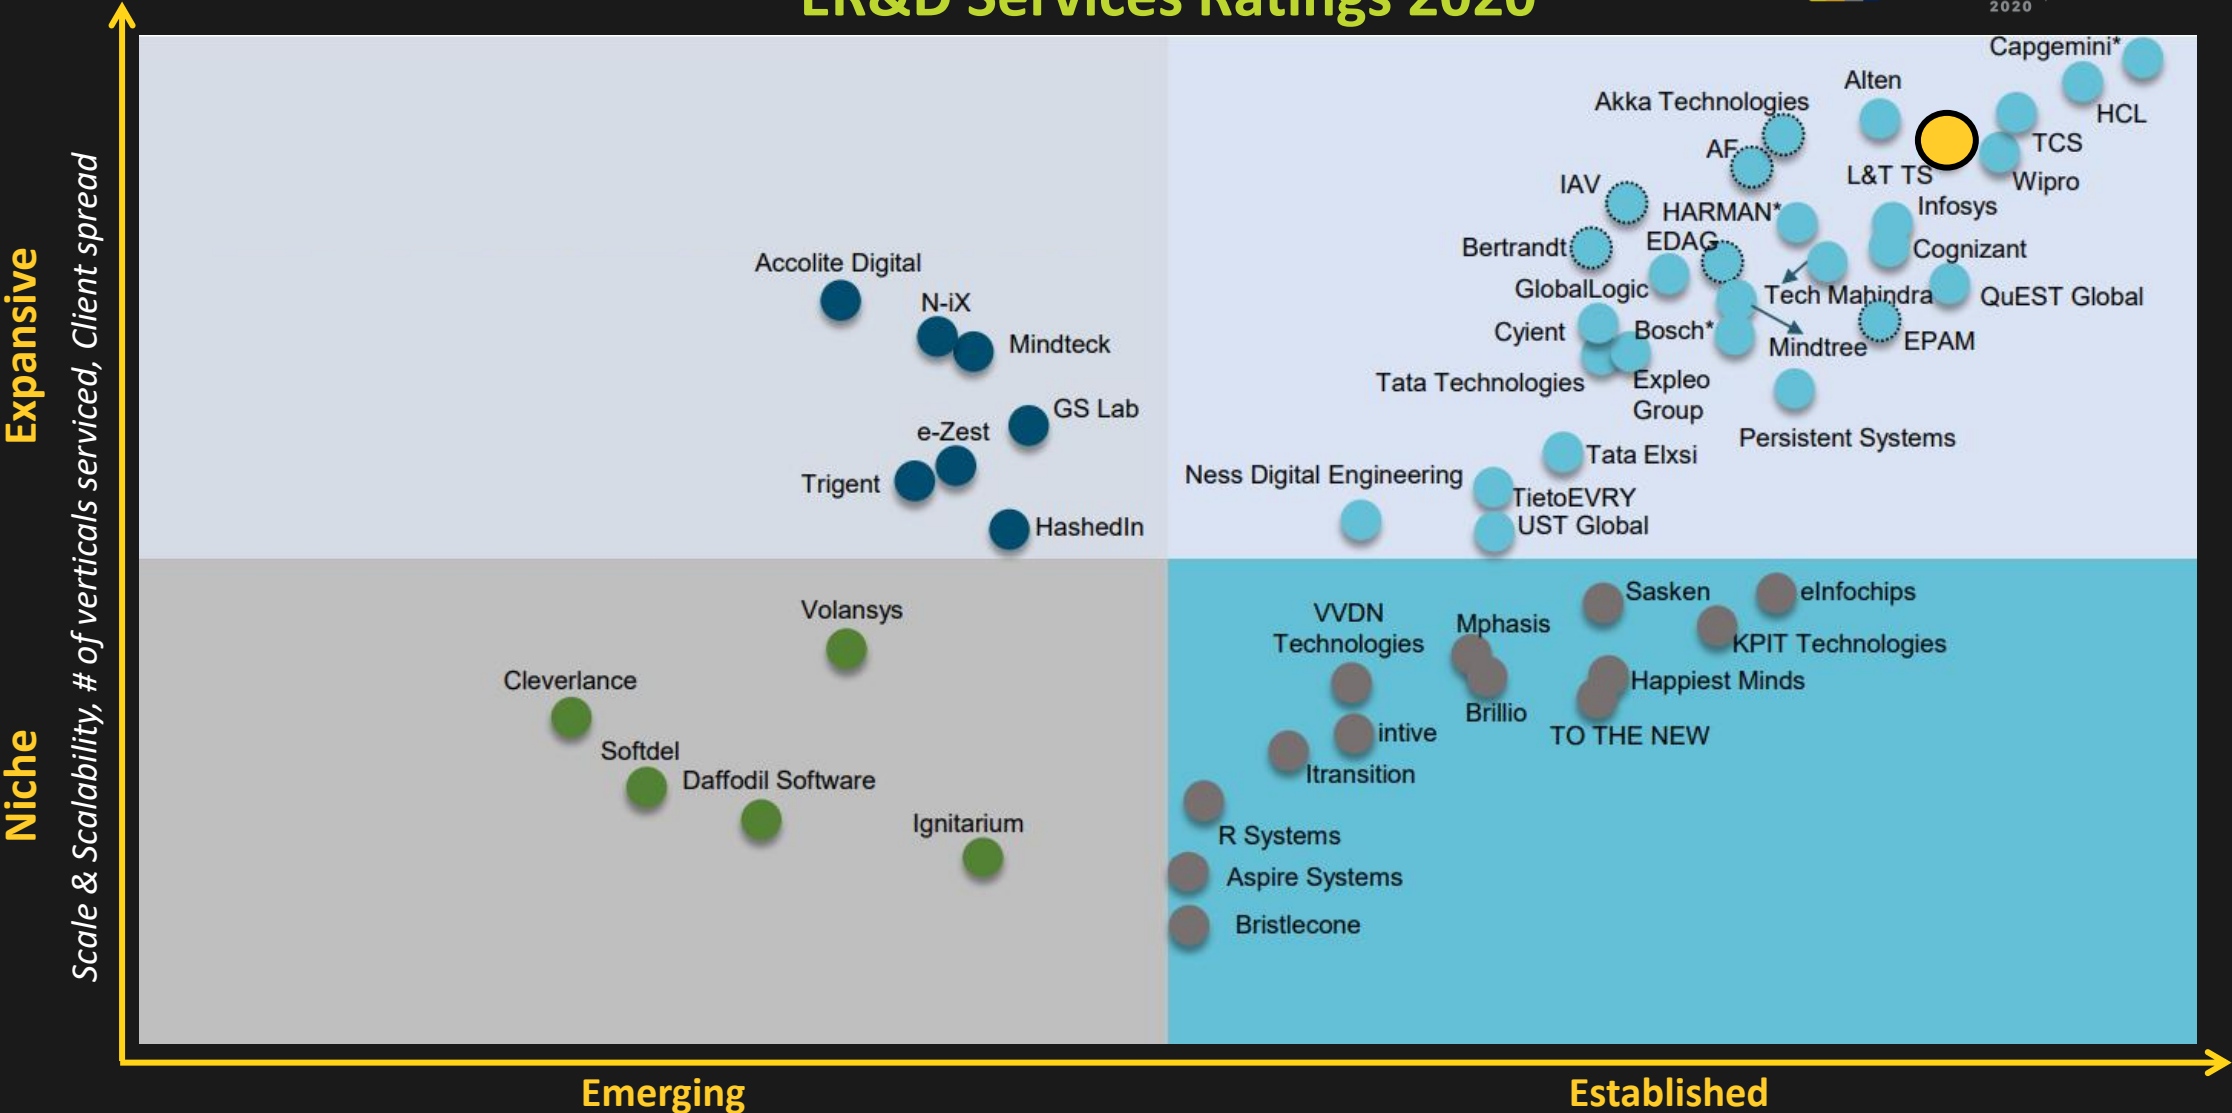 ER&D Services Ratings 2020
2020
Capgemini*
Alten
Akka Technologies
HCL
TCS
AF
L&T TS
Wipro
IAV
HARMAN*
Infosys
Bertrandt
EDAG
Cognizant
Accolite Digital
GlobalLogic
Tech Mahindra
QuEST Global
N-iX
Cyient
Bosch*
Mindtree
EPAM
Mindteck
Tata Technologies
Expleo
Group
GS Lab
Persistent Systems
e-Zest
Tata Elxsi
Trigent
Ness Digital Engineering
TietoEVRY
HashedIn
UST Global
Volansys
VVDN
Technologies
Mphasis
Sasken
eInfochips
KPIT Technologies
Cleverlance
Happiest Minds
Brillio
TO THE NEW
intive
Softdel
Itransition
Daffodil Software
Ignitarium
R Systems
Aspire Systems
Bristlecone
Expansive
Niche
Scale & Scalability, # of verticals serviced, Client spread
Emerging
Established